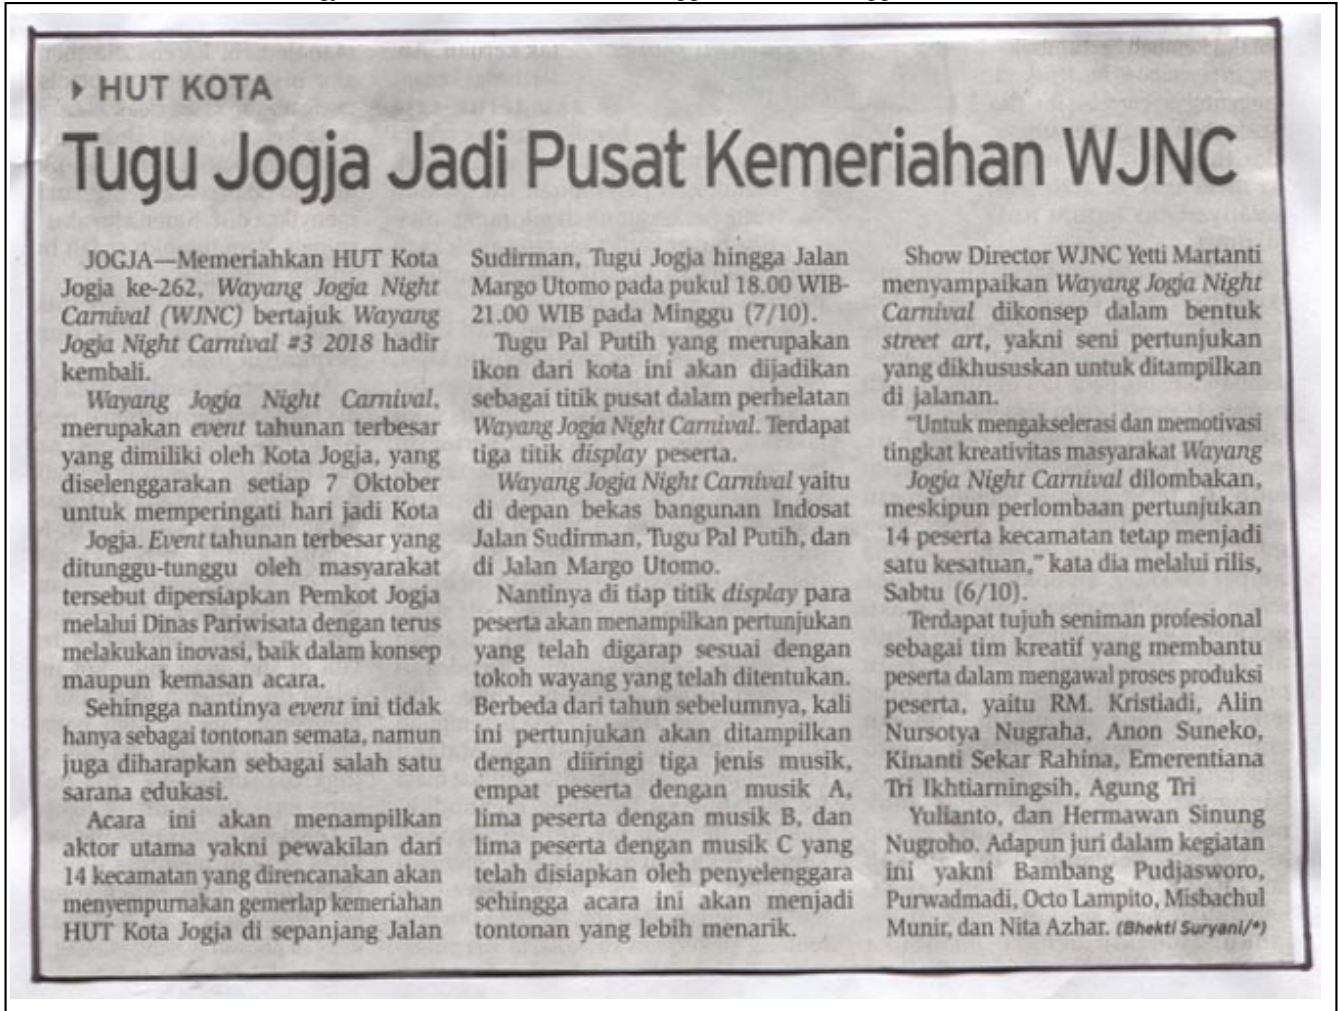 HUT KOTA
Tugu Jogja Jadi Pusat Kemeriahan WJNC
JOGJA—Memeriahkan HUT Kota
Jogja ke-262, Wayang Jogja Night
Carnival (WJNC) bertajuk Wayang
Jogja Night Carnival #3 2018 hadir
kembali.
Wayang Jogja Night Carnival,
merupakan event tahunan terbesar
yang dimiliki oleh Kota Jogja, yang
diselenggarakan setiap 7 Oktober
untuk memperingati hari jadi Kota
Jogja. Event tahunan terbesar yang
ditunggu-tunggu oleh masyarakat
tersebut dipersiapkan Pemkot Jogja
melalui Dinas Pariwisata dengan terus
melakukan inovasi, baik dalam konsep
maupun kemasan acara.
Sehingga nantinya event ini tidak
hanya sebagai tontonan semata, namun
juga diharapkan sebagai salah satu
sarana edukasi.
Acara ini akan menampilkan
aktor utama yakni pewakilan dari
14 kecamatan yang direncanakan akan
menyempurnakan gemerlap kemeriahan
HUT Kota Jogja di sepanjang Jalan
Sudirman, Tugu Jogja hingga Jalan
Margo Utomo pada pukul 18.00 WIB-
21.00 WIB pada Minggu (7/10).
Tugu Pal Putih yang merupakan
ikon dari kota ini akan dijadikan
sebagai titik pusat dalam perhelatan
Wayang Jogja Night Carnival. Terdapat
tiga titik display peserta.
Wayang Jogja Night Carnival yaitu
di depan bekas bangunan Indosat
Jalan Sudirman, Tugu Pal Putih, dan
di Jalan Margo Utomo.
Nantinya di tiap titik display para
peserta akan menampilkan pertunjukan
yang telah digarap sesuai dengan
tokoh wayang yang telah ditentukan.
Berbeda dari tahun sebelumnya, kali
ini pertunjukan akan ditampilkan
dengan diiringi tiga jenis musik,
empat peserta dengan musik A,
lima peserta dengan musik B, dan
lima peserta dengan musik C yang
telah disiapkan oleh penyelenggara
sehingga acara ini akan menjadi
tontonan yang lebih menarik.
Show Director WJNC Yetti Martanti
menyampaikan Wayang Jogja Night
Carnival dikonsep dalam bentuk
street art, yakni seni pertunjukan
yang dikhususkan untuk ditampilkan
di jalanan.
"Untuk mengakselerasi dan memotivasi
tingkat kreativitas masyarakat Wayang
Jogja Night Carnival dilombakan,
meskipun perlombaan pertunjukan
14 peserta kecamatan tetap menjadi
satu kesatuan," kata dia melalui rilis,
Sabtu (6/10).
Terdapat tujuh seniman profesional
sebagai tim kreatif yang membantu
peserta dalam mengawal proses produksi
peserta, yaitu RM. Kristiadi, Alin
Nursotya Nugraha, Anon Suneko,
Kinanti Sekar Rahina, Emerentiana
Tri Ikhtiarningsih, Agung Tri
Yulianto, dan Hermawan Sinung
Nugroho. Adapun juri dalam kegiatan
ini yakni Bambang Pudjasworo,
Purwadmadi, Octo Lampito, Misbachul
Munir, dan Nita Azhar. (Bhekti Suryani/*)